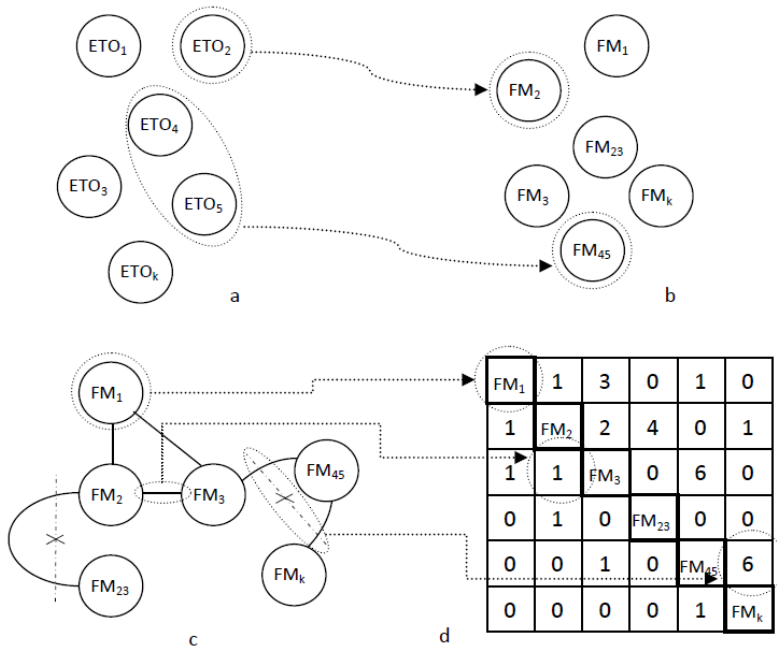 ETO₁ ETO₂
ETO₄
ETO₃
ETO₅
ETOₖ
a
FM₁
FM₂
FM₂₃
FM₃ FMₖ
FM₄₅
b
FM₁
FM₂ FM₃ FM₄₅
FMₖ
FM₂₃
c
FM₁ 1 3 0 1 0
1 FM₂ 2 4 0 1
1 1 FM₃ 0 6 0
0 1 0 FM₂₃ 0 0
0 0 1 0 FM₄₅ 6
0 0 0 0 1 FMₖ
d